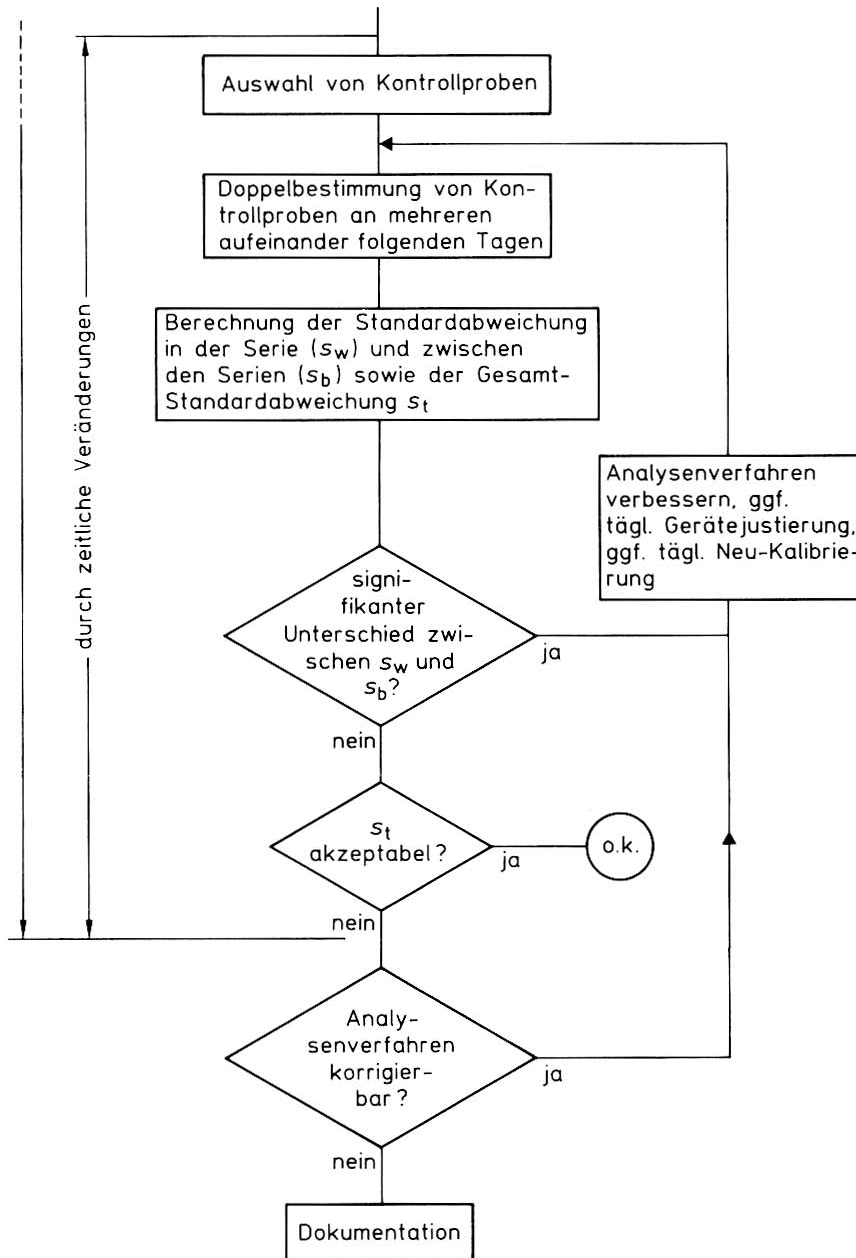 Auswahl von Kontrollproben
Doppelbestimmung von Kon-
trollproben an mehreren
aufeinander folgenden Tagen
Berechnung der Standardabweichung
in der Serie (sw) und zwischen
den Serien (sb) sowie der Gesamt-
Standardabweichung st
durch zeitliche Veränderungen
Analysenverfahren
verbessern, ggf.
tägl. Gerätejustierung,
ggf. tägl. Neu-Kalibrie-
rung
signi-
fikanter
Unterschied zwi-
schen sw und
sb?
ja
nein
st
akzeptabel?
ja
o.k.
nein
Analy-
senverfahren
korrigier-
bar?
ja
nein
Dokumentation